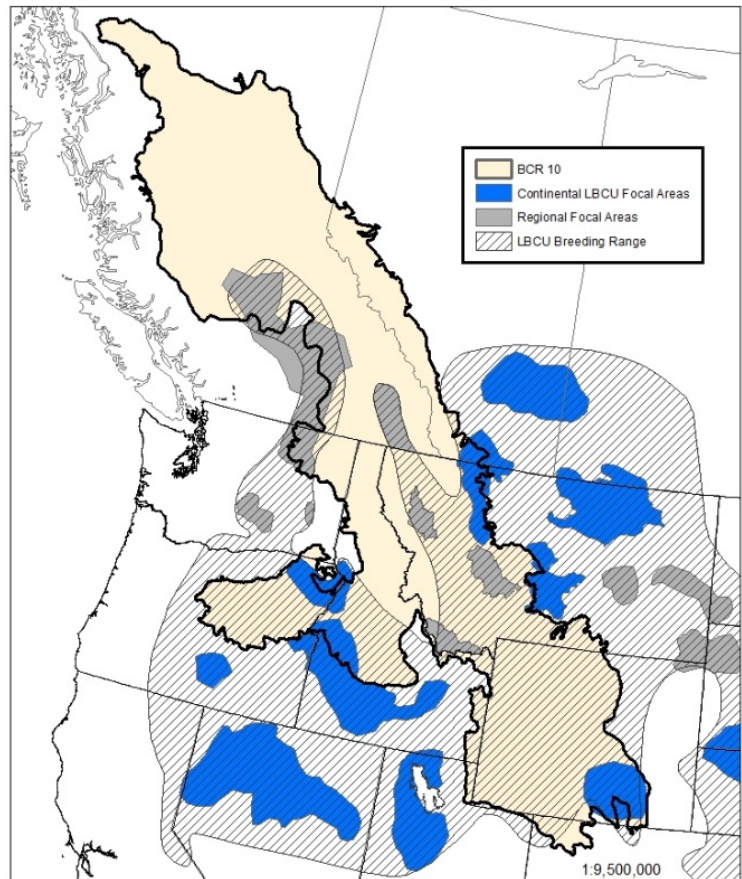 BCR 10
Continental LBCU Focal Areas
Regional Focal Areas
LBCU Breeding Range
1:9,500,000